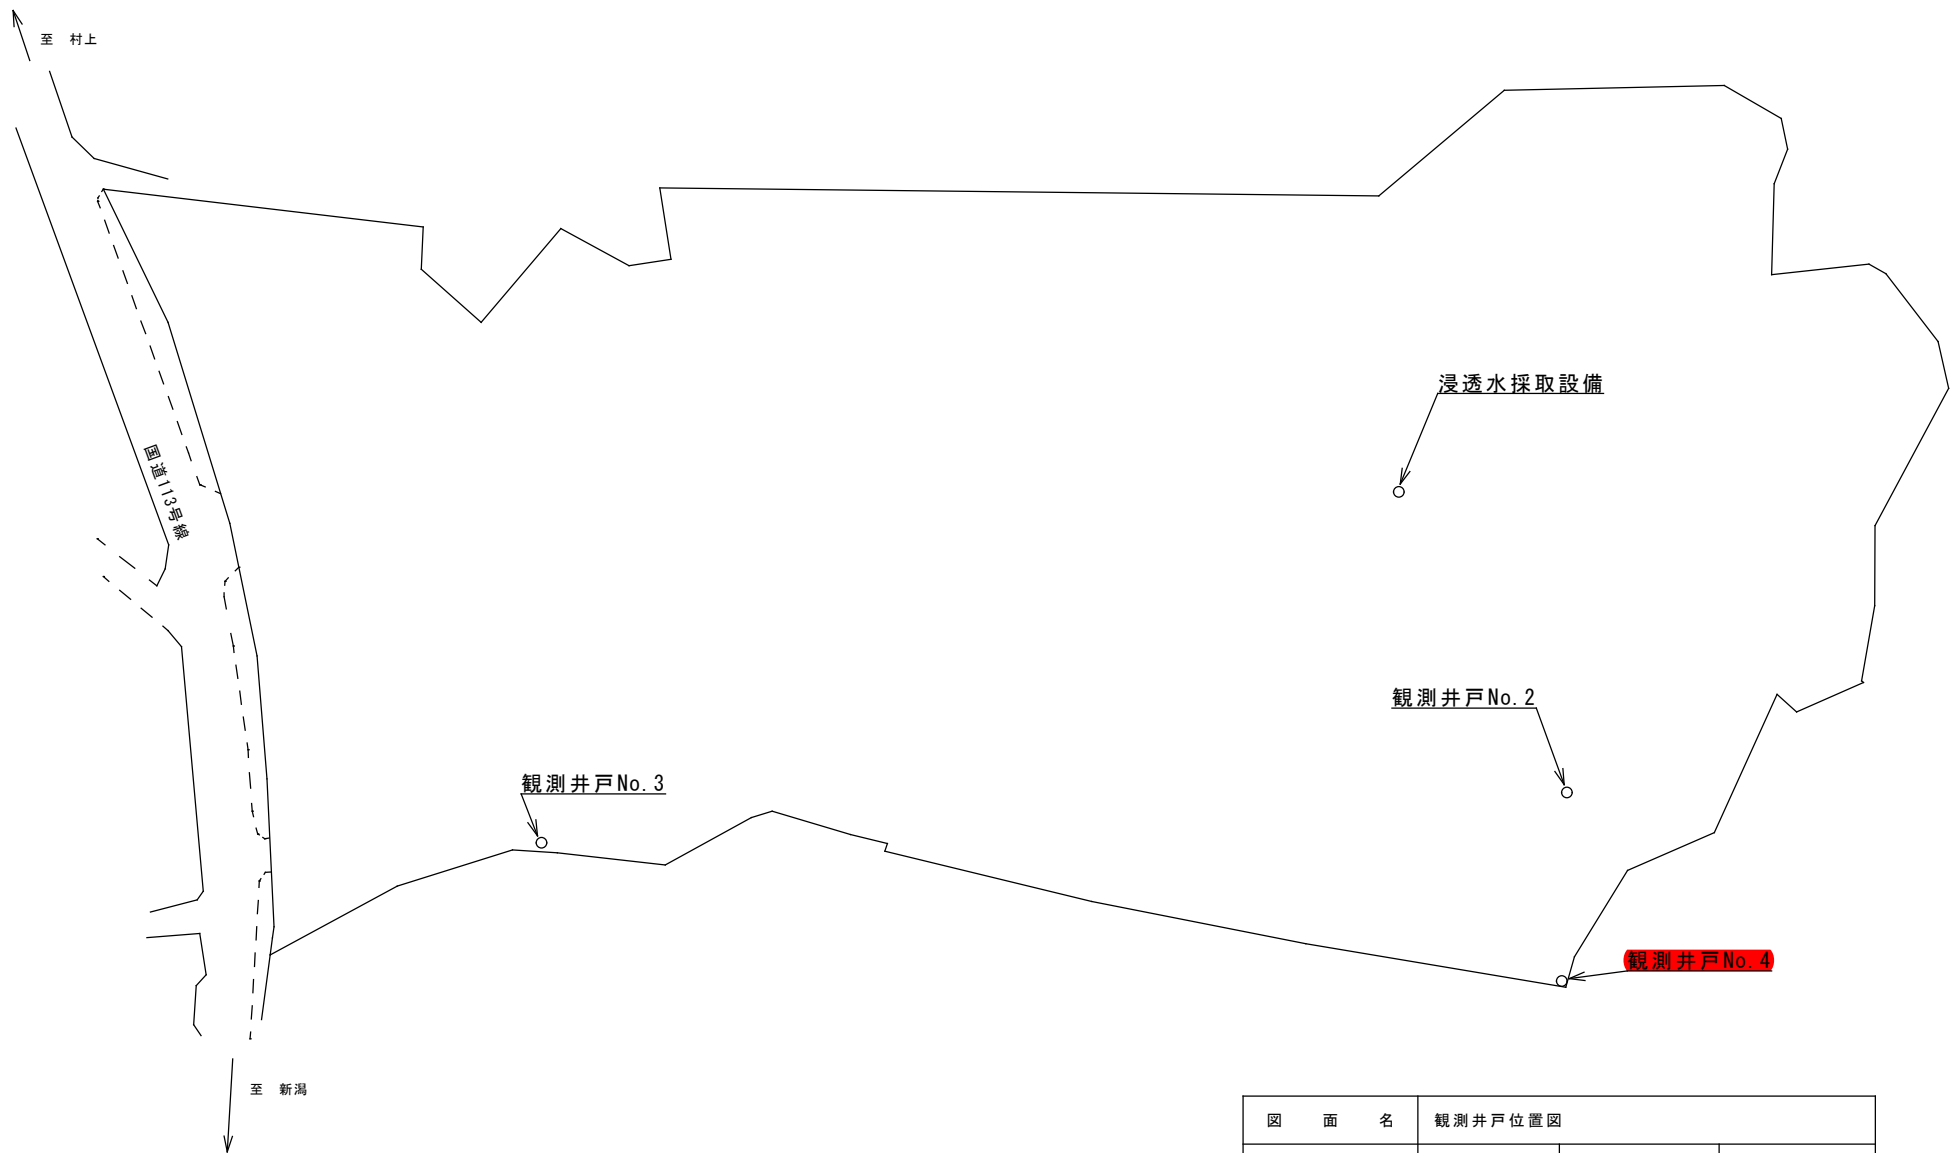 至　村上
浸透水採取設備
国道113号線
観測井戸No. 2
観測井戸No. 3
観測井戸No. 4
至　新潟
図　面　名　観測井戸位置図